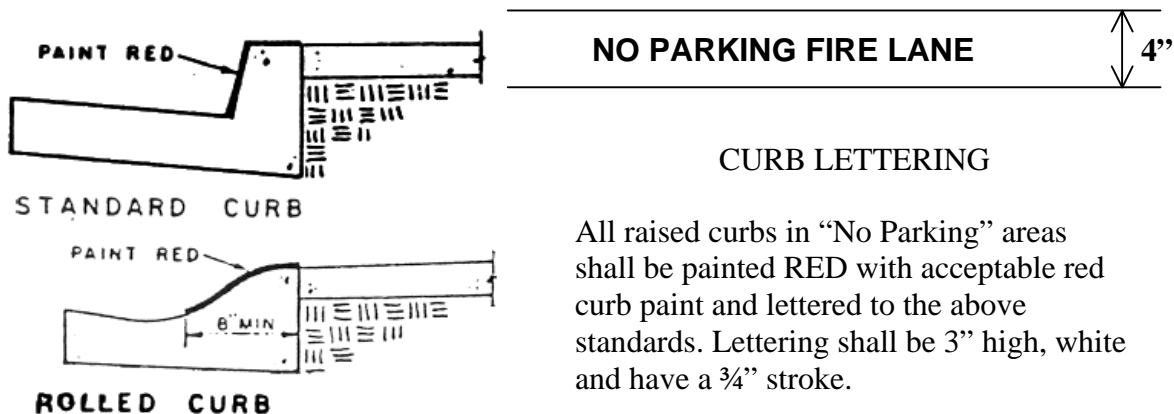 PAINT RED
STANDARD CURB
PAINT RED
8" MIN
ROLLED CURB
NO PARKING FIRE LANE
4”
CURB LETTERING
All raised curbs in “No Parking” areas
shall be painted RED with acceptable red
curb paint and lettered to the above
standards. Lettering shall be 3” high, white
and have a ¾” stroke.